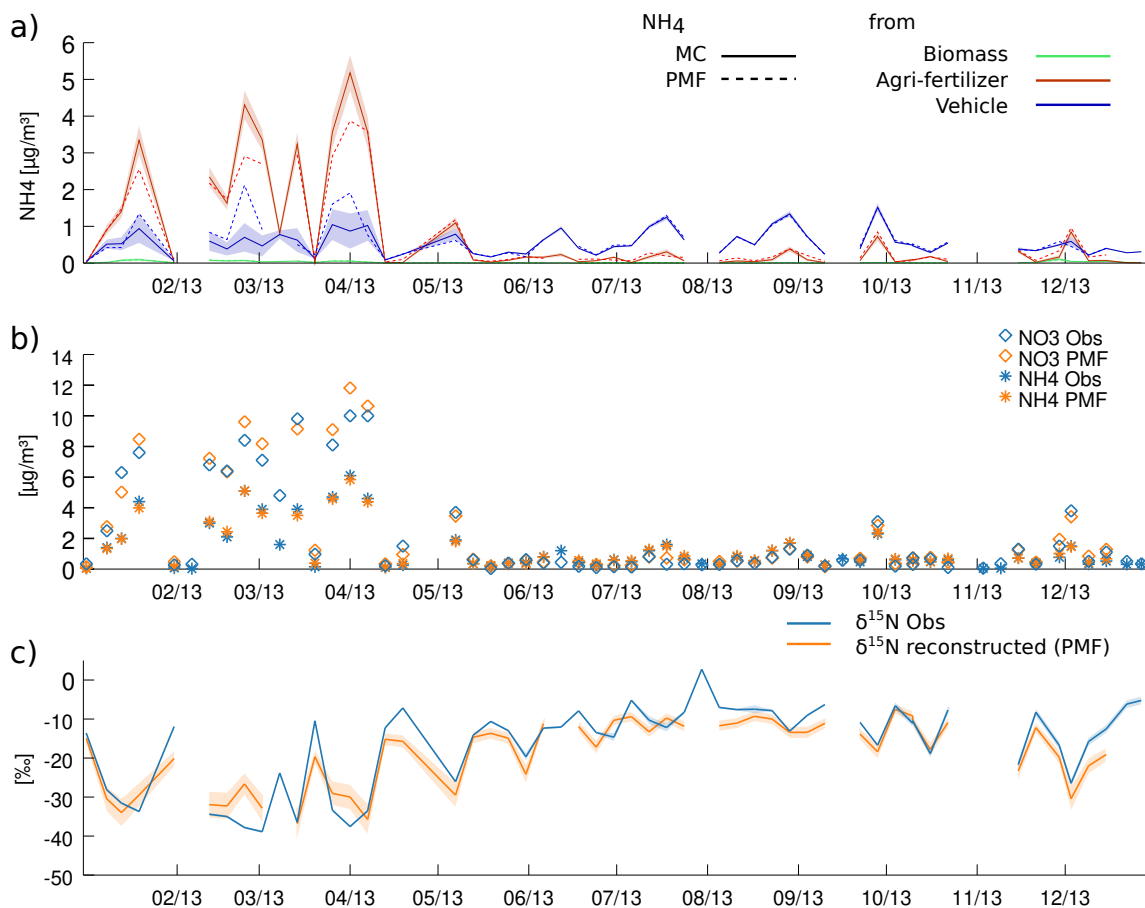 a)
NH4 from
MC Biomass
PMF Agri-fertilizer
Vehicle
NH4 [µg/m³]
6
5
4
3
2
1
0
02/13 03/13 04/13 05/13 06/13 07/13 08/13 09/13 10/13 11/13 12/13
b)
NO3 Obs
NO3 PMF
NH4 Obs
NH4 PMF
[µg/m³]
14
12
10
8
6
4
2
0
02/13 03/13 04/13 05/13 06/13 07/13 08/13 09/13 10/13 11/13 12/13
δ¹⁵N Obs
δ¹⁵N reconstructed (PMF)
c)
[‰]
0
-10
-20
-30
-40
-50
02/13 03/13 04/13 05/13 06/13 07/13 08/13 09/13 10/13 11/13 12/13